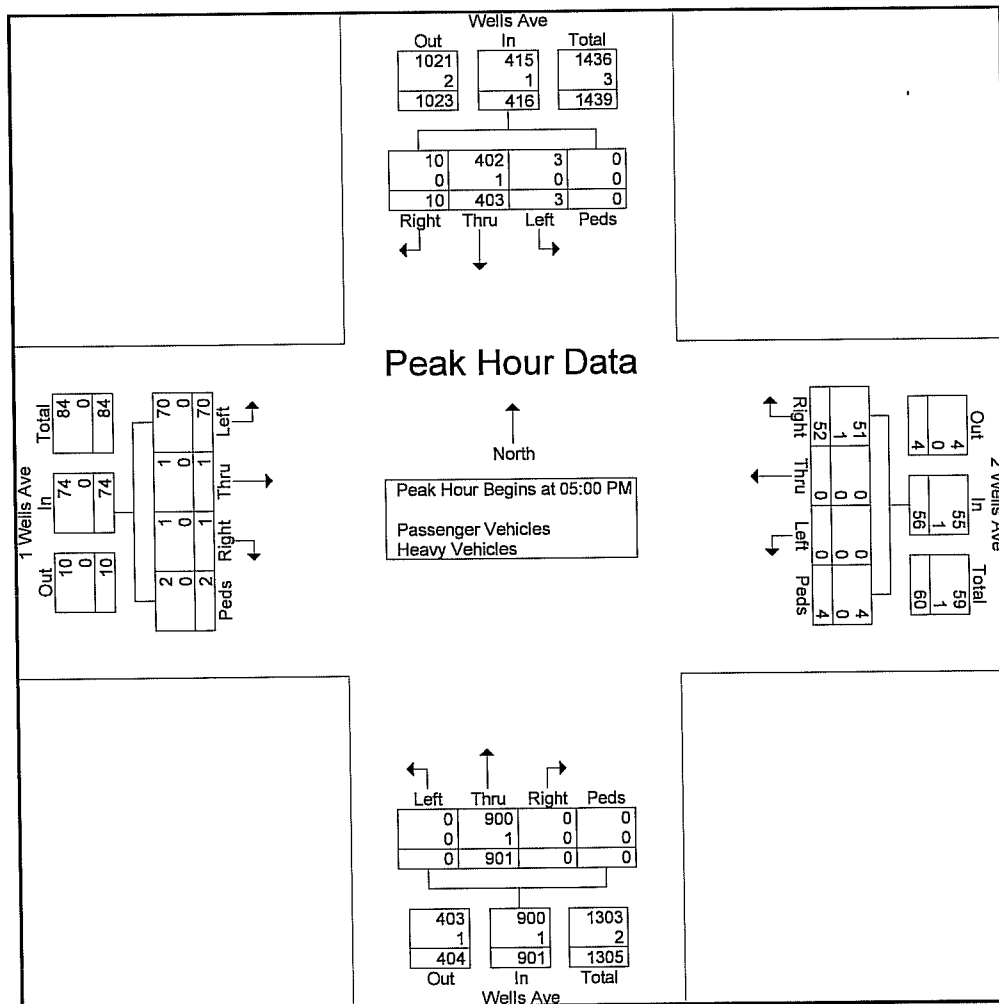 Wells Ave
Out In Total
1021 415 1436
2 1 3
1023 416 1439
10 402 3 0
0 1 0 0
10 403 3 0
Right Thru Left Peds
Peak Hour Data
North
Peak Hour Begins at 05:00 PM
Passenger Vehicles
Heavy Vehicles
1 Wells Ave
Out In Total
10 74 84
0 0 0
10 74 84
Left Thru Right Peds
70 1 1 2
0 0 0 0
70 1 1 2
2 Wells Ave
Out In Total
4 55 59
0 1 1
4 56 60
Right Thru Left Peds
51 0 0 4
1 0 0 0
52 0 0 4
Left Thru Right Peds
0 900 0 0
0 1 0 0
0 901 0 0
403 900 1303
1 1 2
404 901 1305
Out In Total
Wells Ave